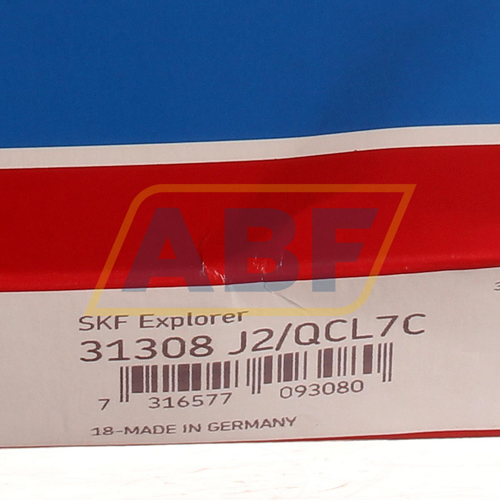 ABF
SKF Explorer
31308 J2/QCL7C
7 316577 093080
18-MADE IN GERMANY